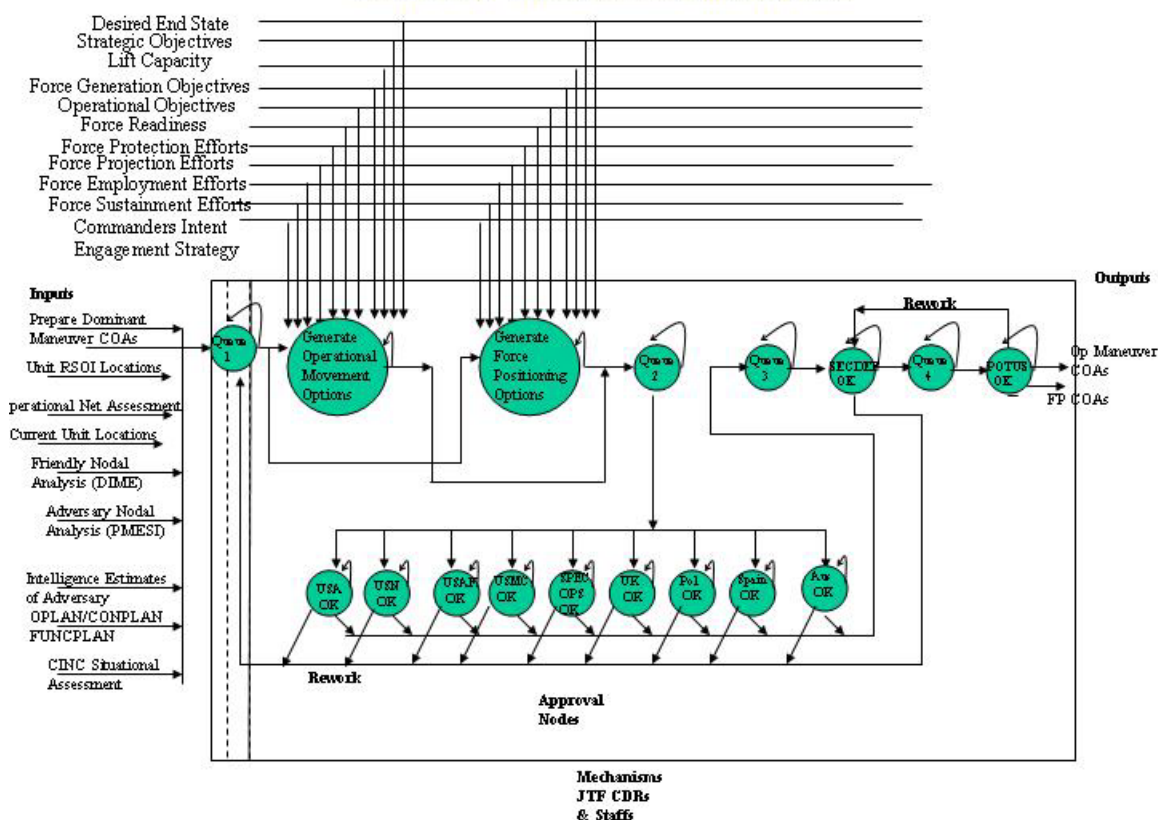 Desired End State
Strategic Objectives
Lift Capacity
Force Generation Objectives
Operational Objectives
Force Readiness
Force Protection Efforts
Force Projection Efforts
Force Employment Efforts
Force Sustainment Efforts
Commanders Intent
Engagement Strategy
Inputs
Outputs
Prepare Dominant
Maneuver COAs
Unit RSOI Locations
perational Net Assessment
Current Unit Locations
Friendly Nodal
Analysis (DIME)
Adversary Nodal
Analysis (PMESI)
Intelligence Estimates
of Adversary
OPLAN/CONPLAN
FUNCPLAN
CINC Situational
Assessment
Queue
1
Generate
Operational
Movement
Options
Generate
Force
Positioning
Options
Queue
2
Queue
3
Rework
SECDEF
OK
Queue
4
POTUS
OK
Op Maneuver
COAs
FP COAs
USA
OK
USN
OK
USAF
OK
USMC
OK
SPEC
OPS
OK
UK
OK
Pol
OK
Spain
OK
Aus
OK
Rework
Approval
Nodes
Mechanisms
JTF CDRs
& Staffs